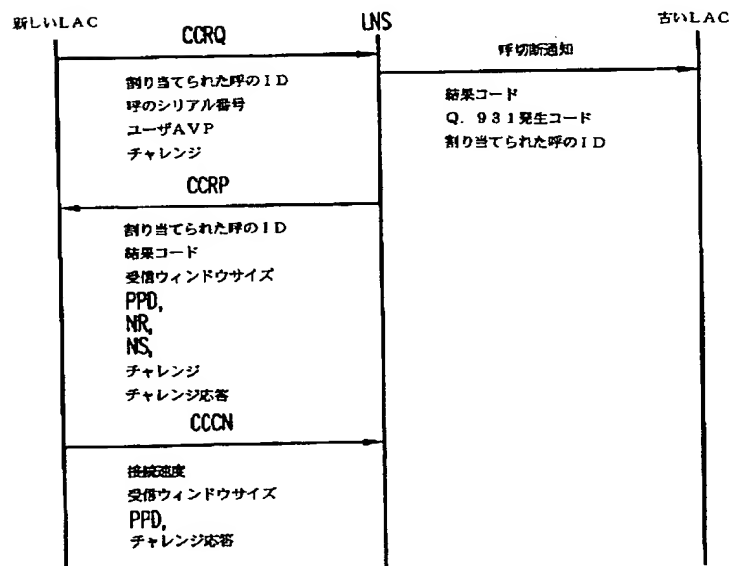 新しいLAC
LNS
古いLAC
CCRQ
呼切断通知
割り当てられた呼のID
呼のシリアル番号
ユーザAVP
チャレンジ
結果コード
Q. 931発生コード
割り当てられた呼のID
CCRP
割り当てられた呼のID
結果コード
受信ウィンドウサイズ
PPD,
NR,
NS,
チャレンジ
チャレンジ応答
CCCN
接続速度
受信ウィンドウサイズ
PPD,
チャレンジ応答